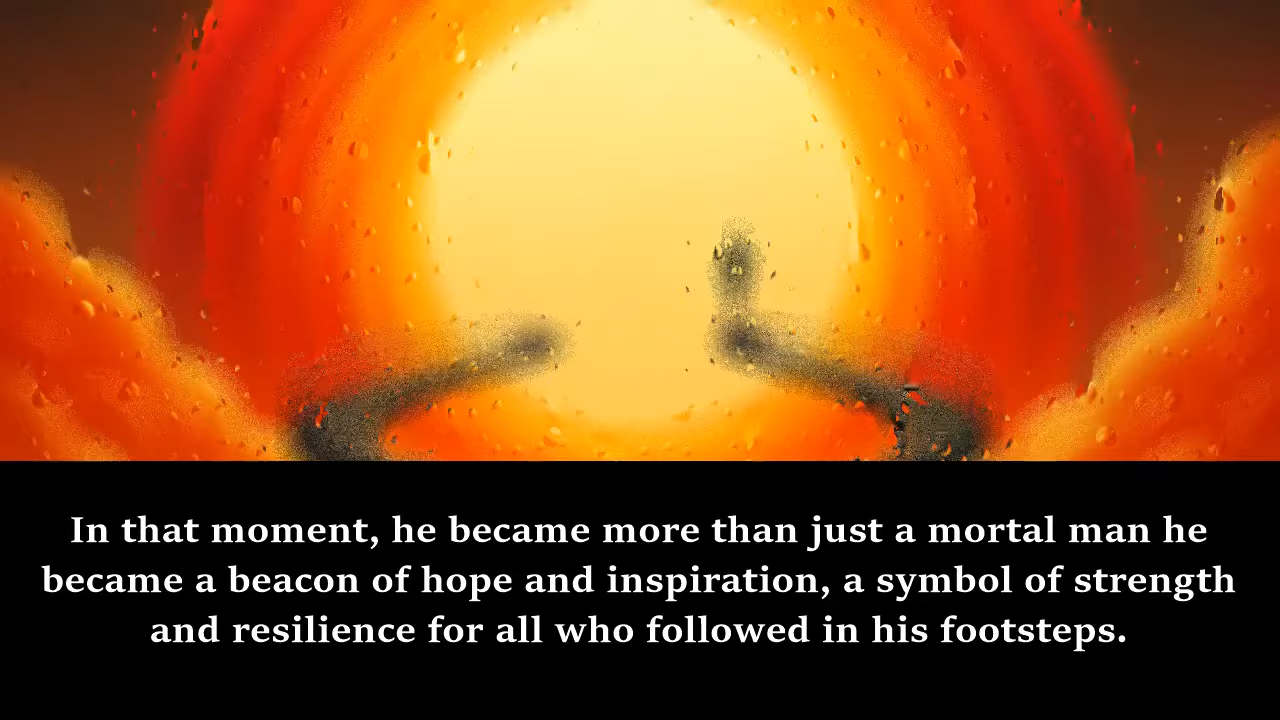 In that moment, he became more than just a mortal man he
became a beacon of hope and inspiration, a symbol of strength
and resilience for all who followed in his footsteps.